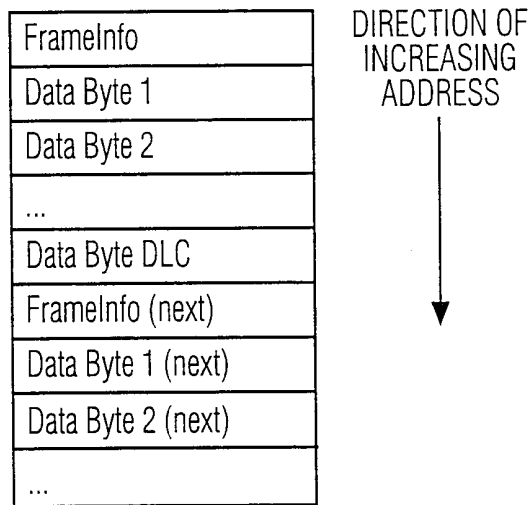 FrameInfo
Data Byte 1
Data Byte 2
...
Data Byte DLC
FrameInfo (next)
Data Byte 1 (next)
Data Byte 2 (next)
...
DIRECTION OF
INCREASING
ADDRESS